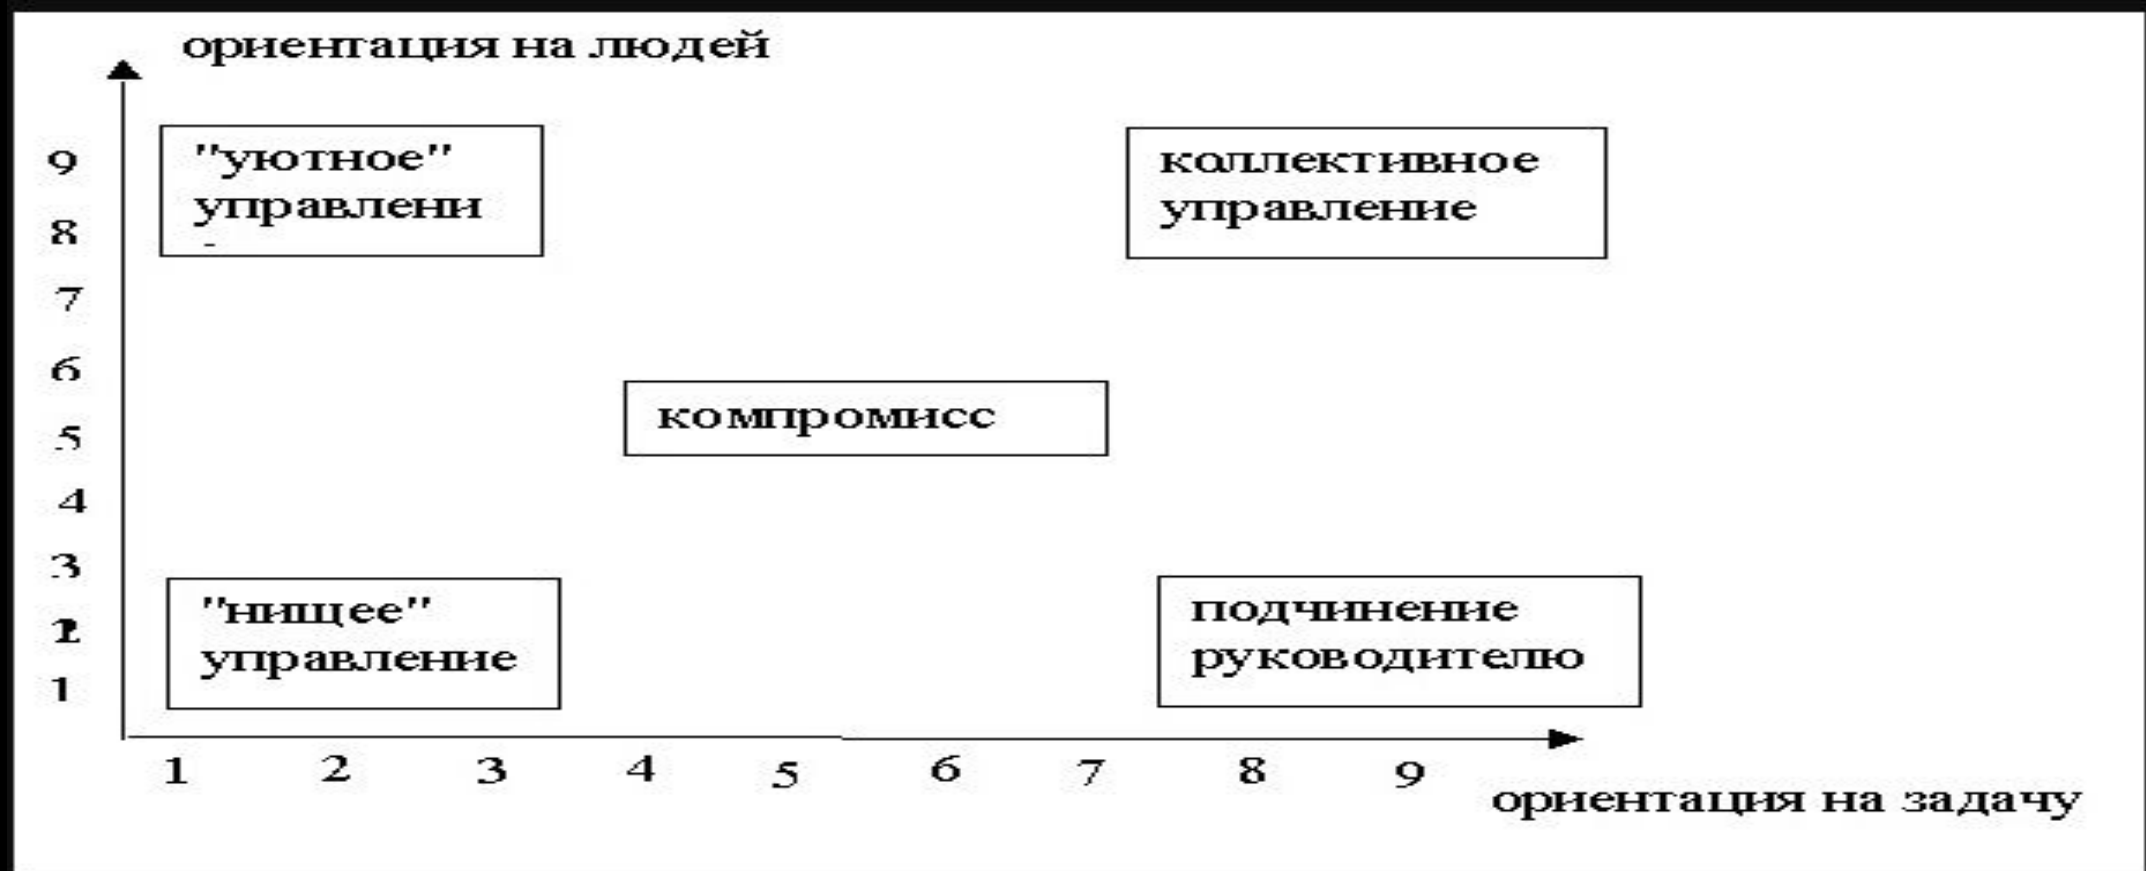 ориентация на людей
"уютное"
управлени
коллективное
управление
9
8
7
6
компромисс
5
4
3
"нищее"
управление
подчинение
руководителю
1
1 2 3 4 5 6 7 8 9
ориентация на задачу